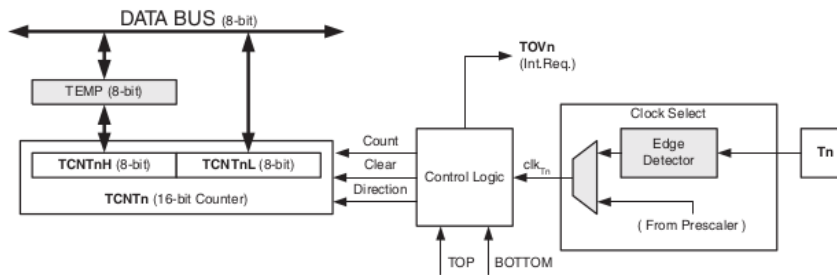 DATA BUS (8-bit)
TOVn
(Int.Req.)
TEMP (8-bit)
Clock Select
Count
Edge
Detector
Tn
TCNTnH (8-bit)
TCNTnL (8-bit)
Clear
Control Logic
clkTn
TCNTn (16-bit Counter)
Direction
( From Prescaler )
TOP
BOTTOM